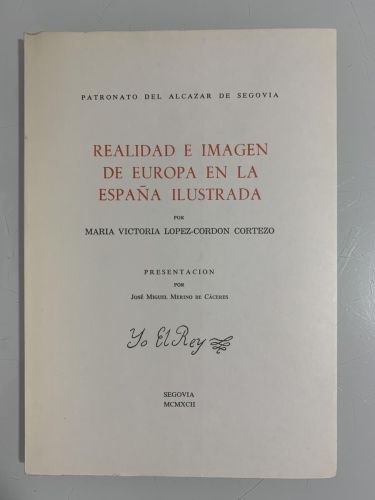 PATRONATO DEL ALCAZAR DE SEGOVIA
REALIDAD E IMAGEN
DE EUROPA EN LA
ESPAÑA ILUSTRADA
POR
MARIA VICTORIA LOPEZ-CORDON CORTEZO
PRESENTACION
POR
JOSÉ MIGUEL MERINO DE CÁCERES
Yo El Rey
SEGOVIA
MCMXCII